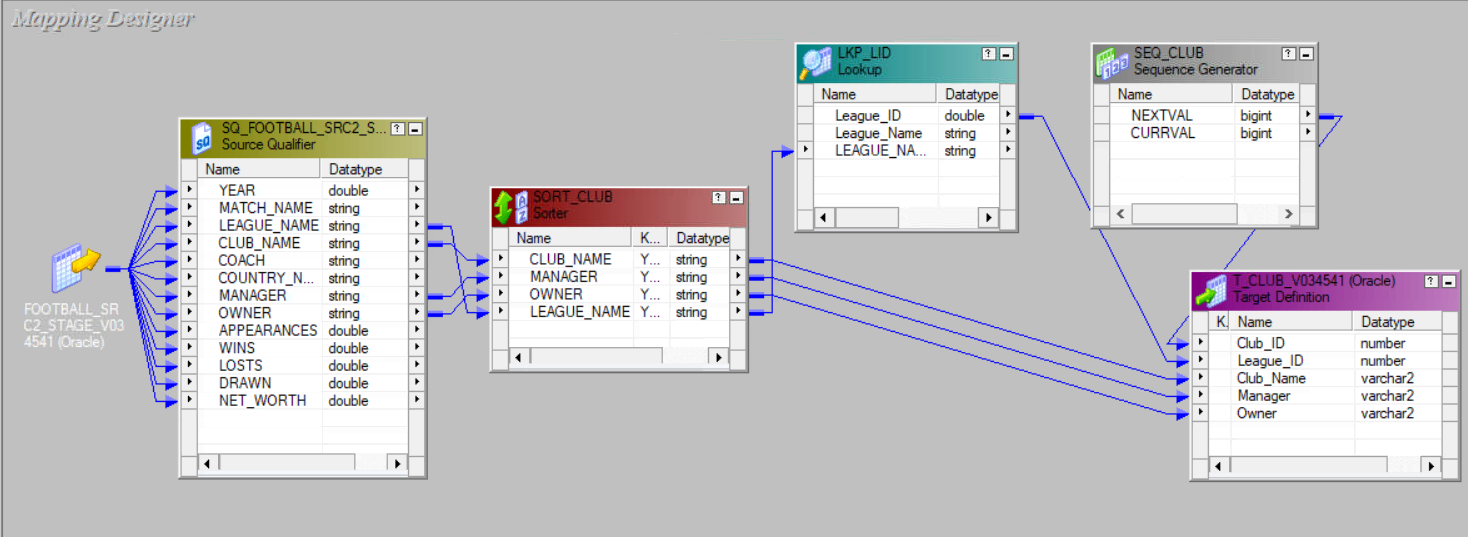 Mapping Designer
FOOTBALL_SR
C2_STAGE_V03
4541 (Oracle)
SQ_FOOTBALL_SRC2_S...
Source Qualifier
Name Datatype
YEAR double
MATCH_NAME string
LEAGUE_NAME string
CLUB_NAME string
COACH string
COUNTRY_N... string
MANAGER string
OWNER string
APPEARANCES double
WINS double
LOSTS double
DRAWN double
NET_WORTH double
SORT_CLUB
Sorter
Name K... Datatype
CLUB_NAME Y... string
MANAGER Y... string
OWNER Y... string
LEAGUE_NAME Y... string
LKP_LID
Lookup
Name Datatype
League_ID double
League_Name string
LEAGUE_NA... string
SEQ_CLUB
Sequence Generator
Name Datatype
NEXTVAL bigint
CURRVAL bigint
T_CLUB_V034541 (Oracle)
Target Definition
K. Name Datatype
Club_ID number
League_ID number
Club_Name varchar2
Manager varchar2
Owner varchar2